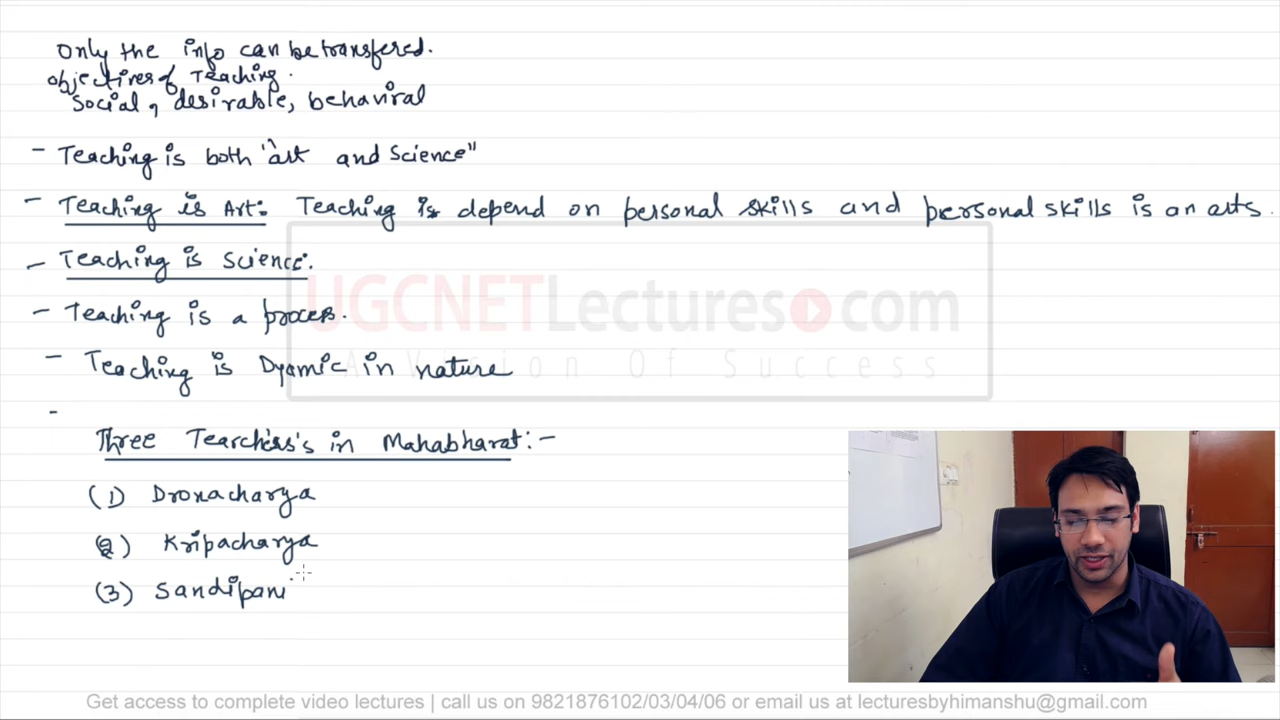 Only the info can be transfered.
objectives of Teaching.
Social, desirable, behaviral
- Teaching is both "art and Science"
- Teaching is Art: Teaching is depend on personal skills and personal skills is an arts.
- Teaching is Science:
- Teaching is a process.
- Teaching is Dyamic in nature
-
Three Tearchers's in Mahabharat:-
(1) Dronacharya
(2) Kripacharya
(3) Sandipani
UGCNETLectures.com
A Vision Of Success
Get access to complete video lectures | call us on 9821876102/03/04/06 or email us at lecturesbyhimanshu@gmail.com